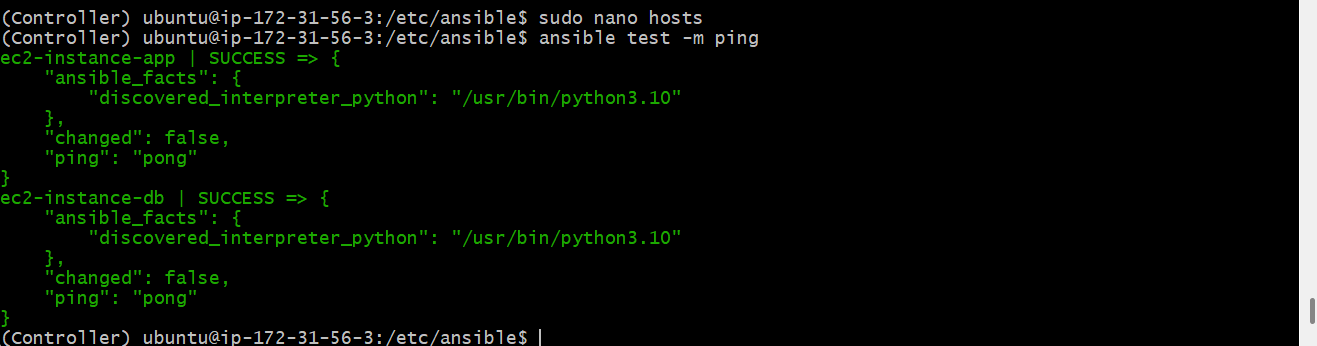 (Controller) ubuntu@ip-172-31-56-3:/etc/ansible$ sudo nano hosts
(Controller) ubuntu@ip-172-31-56-3:/etc/ansible$ ansible test -m ping
ec2-instance-app | SUCCESS => {
    "ansible_facts": {
        "discovered_interpreter_python": "/usr/bin/python3.10"
    },
    "changed": false,
    "ping": "pong"
}
ec2-instance-db | SUCCESS => {
    "ansible_facts": {
        "discovered_interpreter_python": "/usr/bin/python3.10"
    },
    "changed": false,
    "ping": "pong"
}
(Controller) ubuntu@ip-172-31-56-3:/etc/ansible$